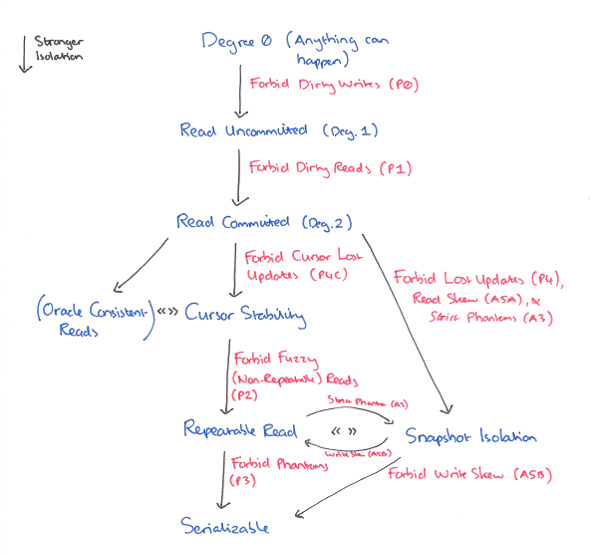 Stronger
Isolation
Degree 0 (Anything can
happen)
Forbid Dirty Writes (P0)
Read Uncommitted (Deg. 1)
Forbid Dirty Reads (P1)
Read Committed (Deg. 2)
Forbid Cursor Lost
Updates (P4C)
Forbid Lost Updates (P4),
Read Skew (A5A), &
Strict Phantoms (A3)
(Oracle Consistent
Reads)
«» Cursor Stability
Forbid Fuzzy
(Non-Repeatable) Reads
(P2)
Strict Phantom (A3)
Repeatable Read
« »
Snapshot Isolation
Write Skew (A5B)
Forbid Phantoms
(P3)
Forbid Write Skew (A5B)
Serializable